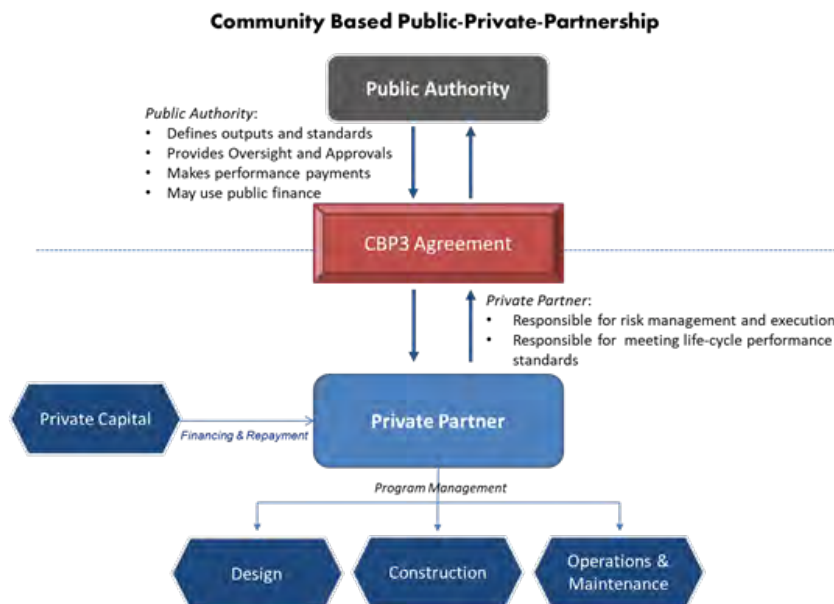 Community Based Public-Private-Partnership
Public Authority
Public Authority:
• Defines outputs and standards
• Provides Oversight and Approvals
• Makes performance payments
• May use public finance
CBP3 Agreement
Private Partner:
• Responsible for risk management and execution
• Responsible for meeting life-cycle performance
standards
Private Capital
Financing & Repayment
Private Partner
Program Management
Design
Construction
Operations &
Maintenance